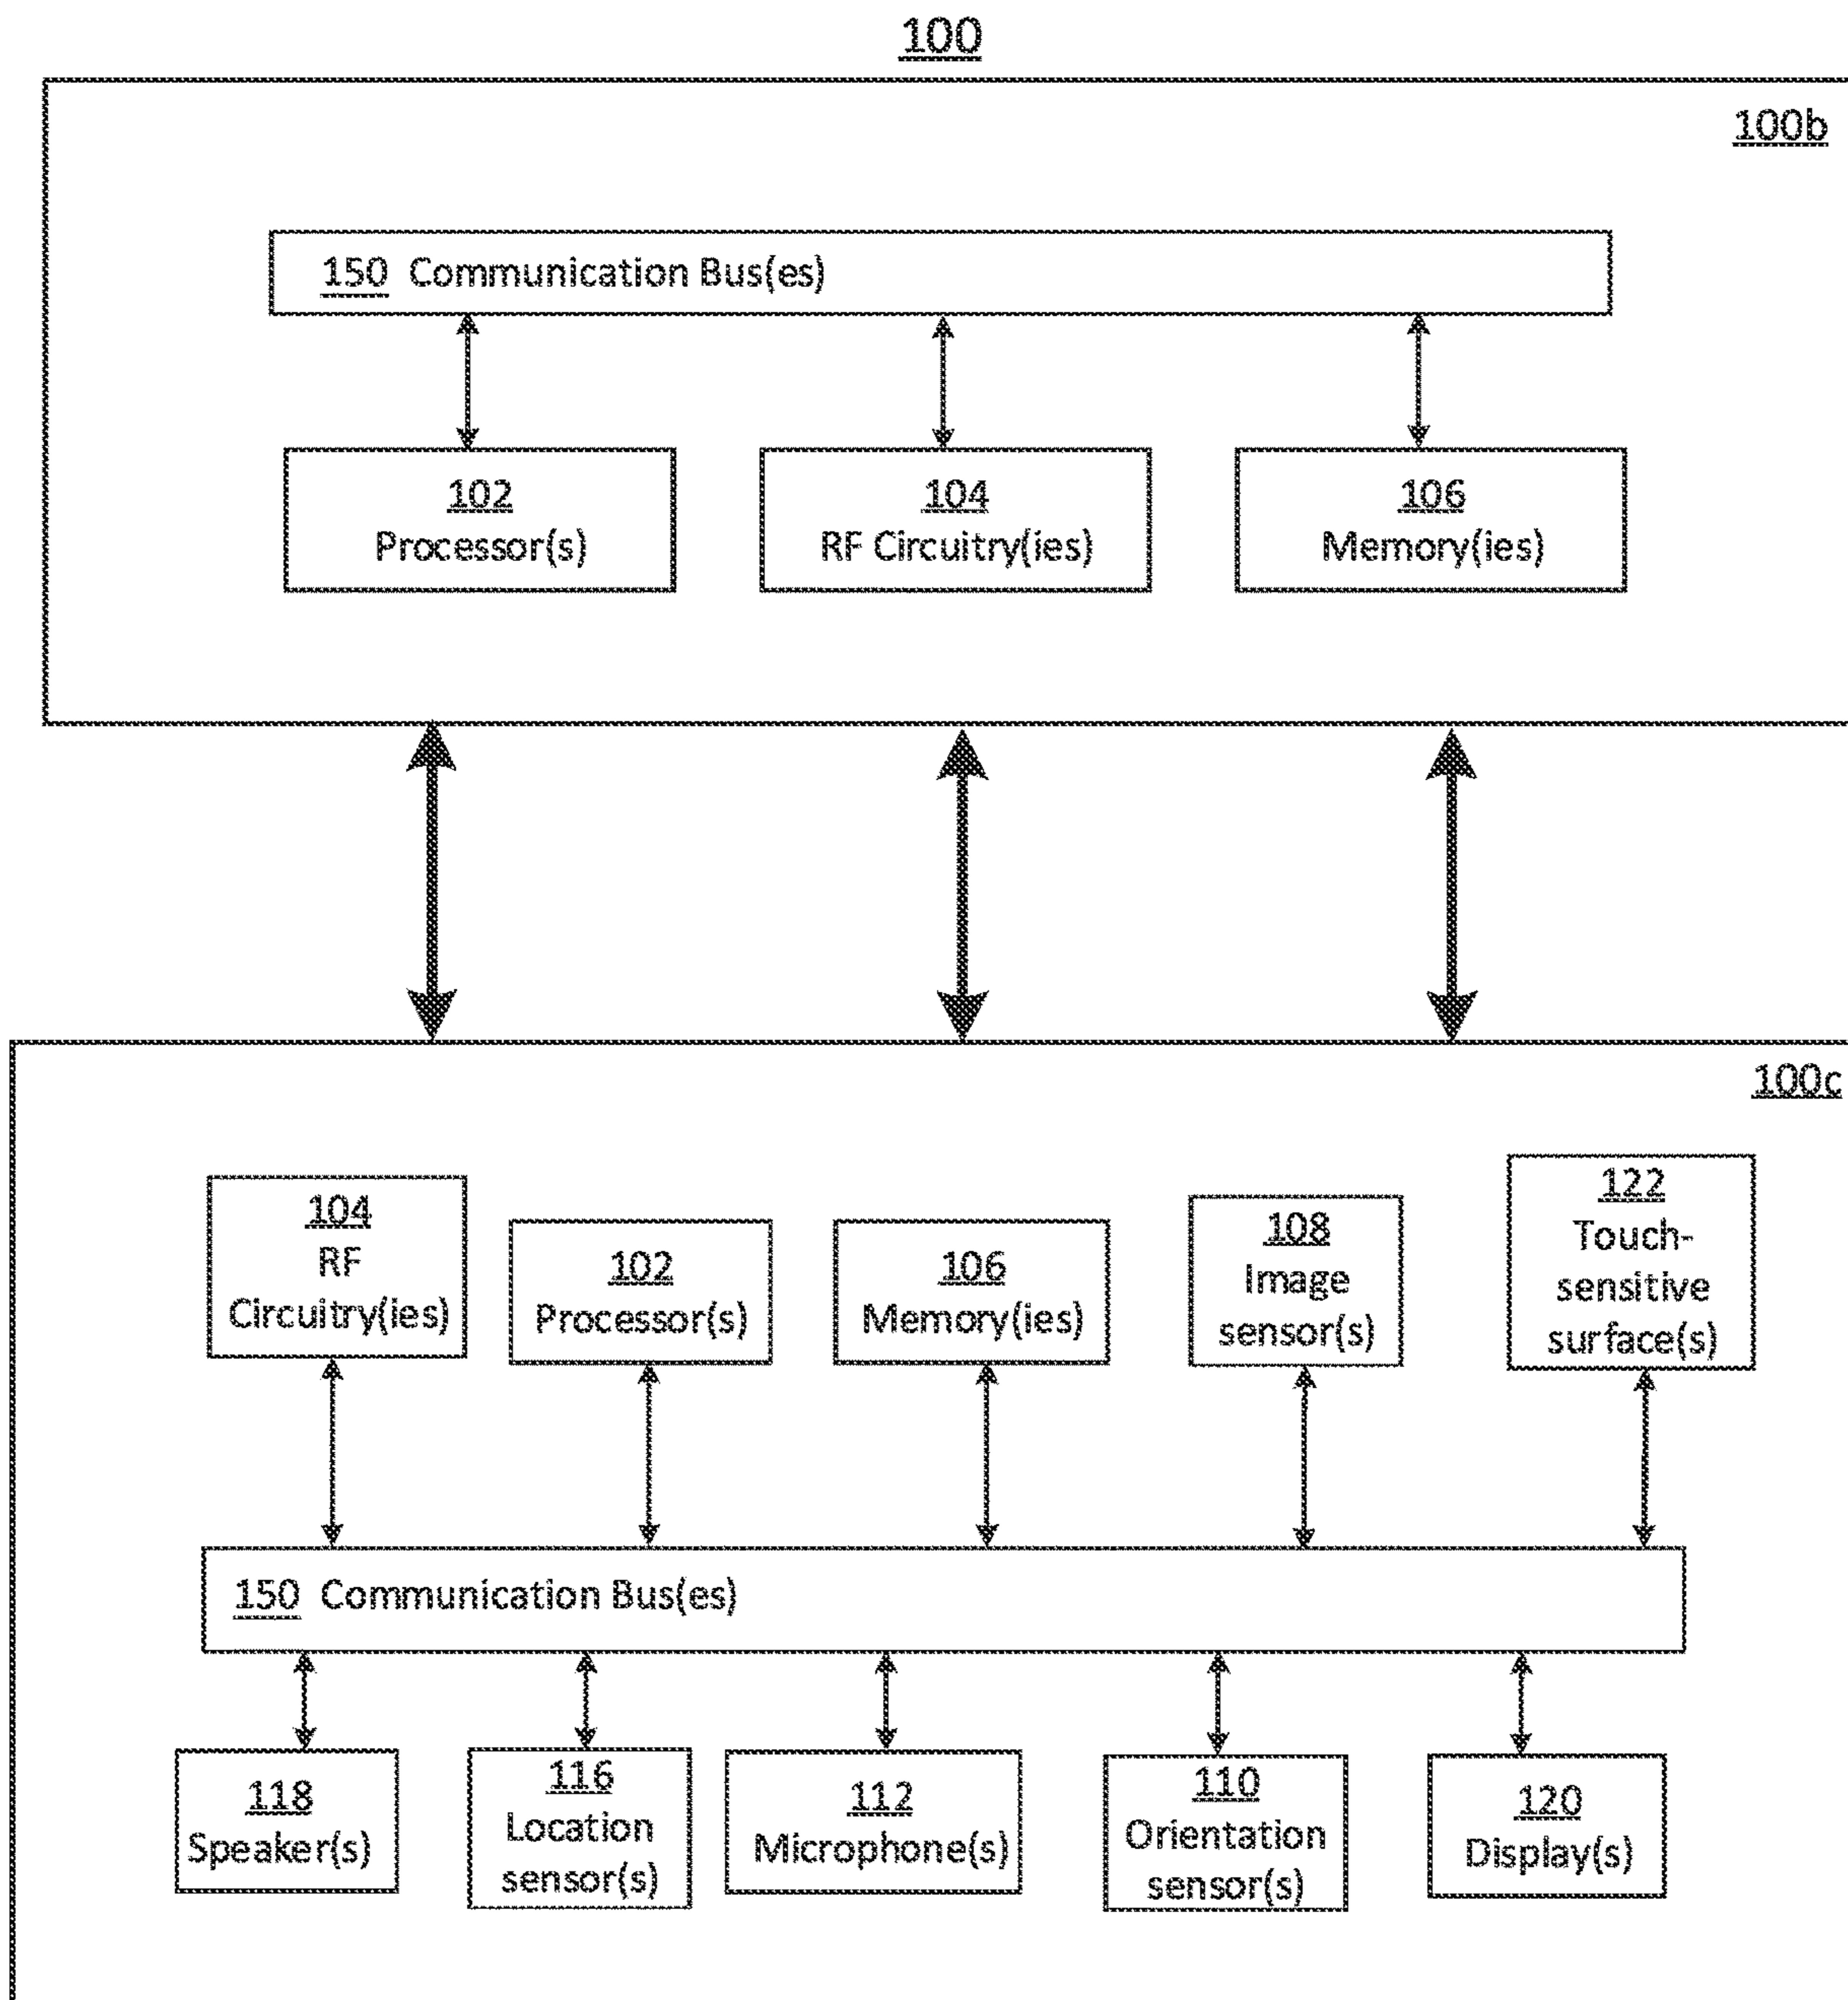 100
100b
150 Communication Bus(es)
102
Processor(s)
104
RF Circuitry(ies)
106
Memory(ies)
100c
104
RF
Circuitry(ies)
102
Processor(s)
106
Memory(ies)
108
Image
sensor(s)
122
Touch-
sensitive
surface(s)
150 Communication Bus(es)
118
Speaker(s)
116
Location
sensor(s)
112
Microphone(s)
110
Orientation
sensor(s)
120
Display(s)